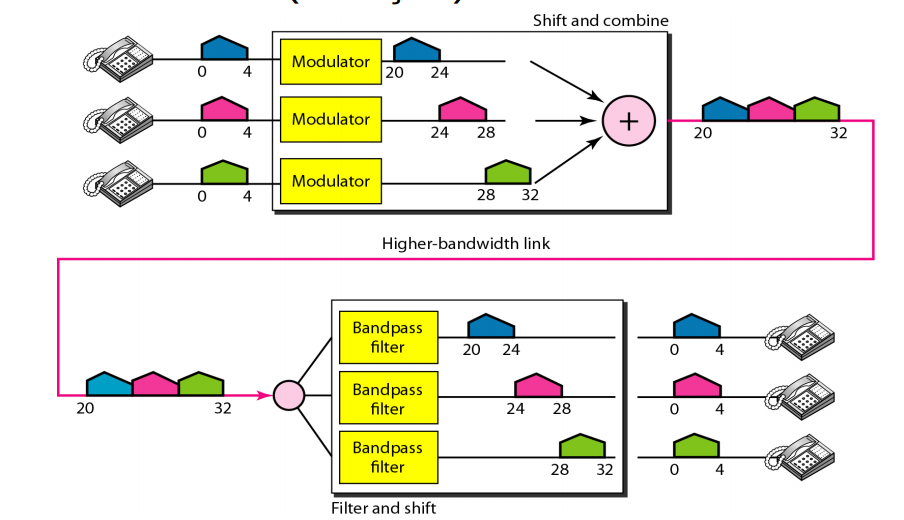 Shift and combine
0 4
Modulator
20 24
0 4
Modulator
24 28
+
20 32
0 4
Modulator
28 32
Higher-bandwidth link
Bandpass
filter
20 24
0 4
20 32
Bandpass
filter
24 28
0 4
Bandpass
filter
28 32
0 4
Filter and shift